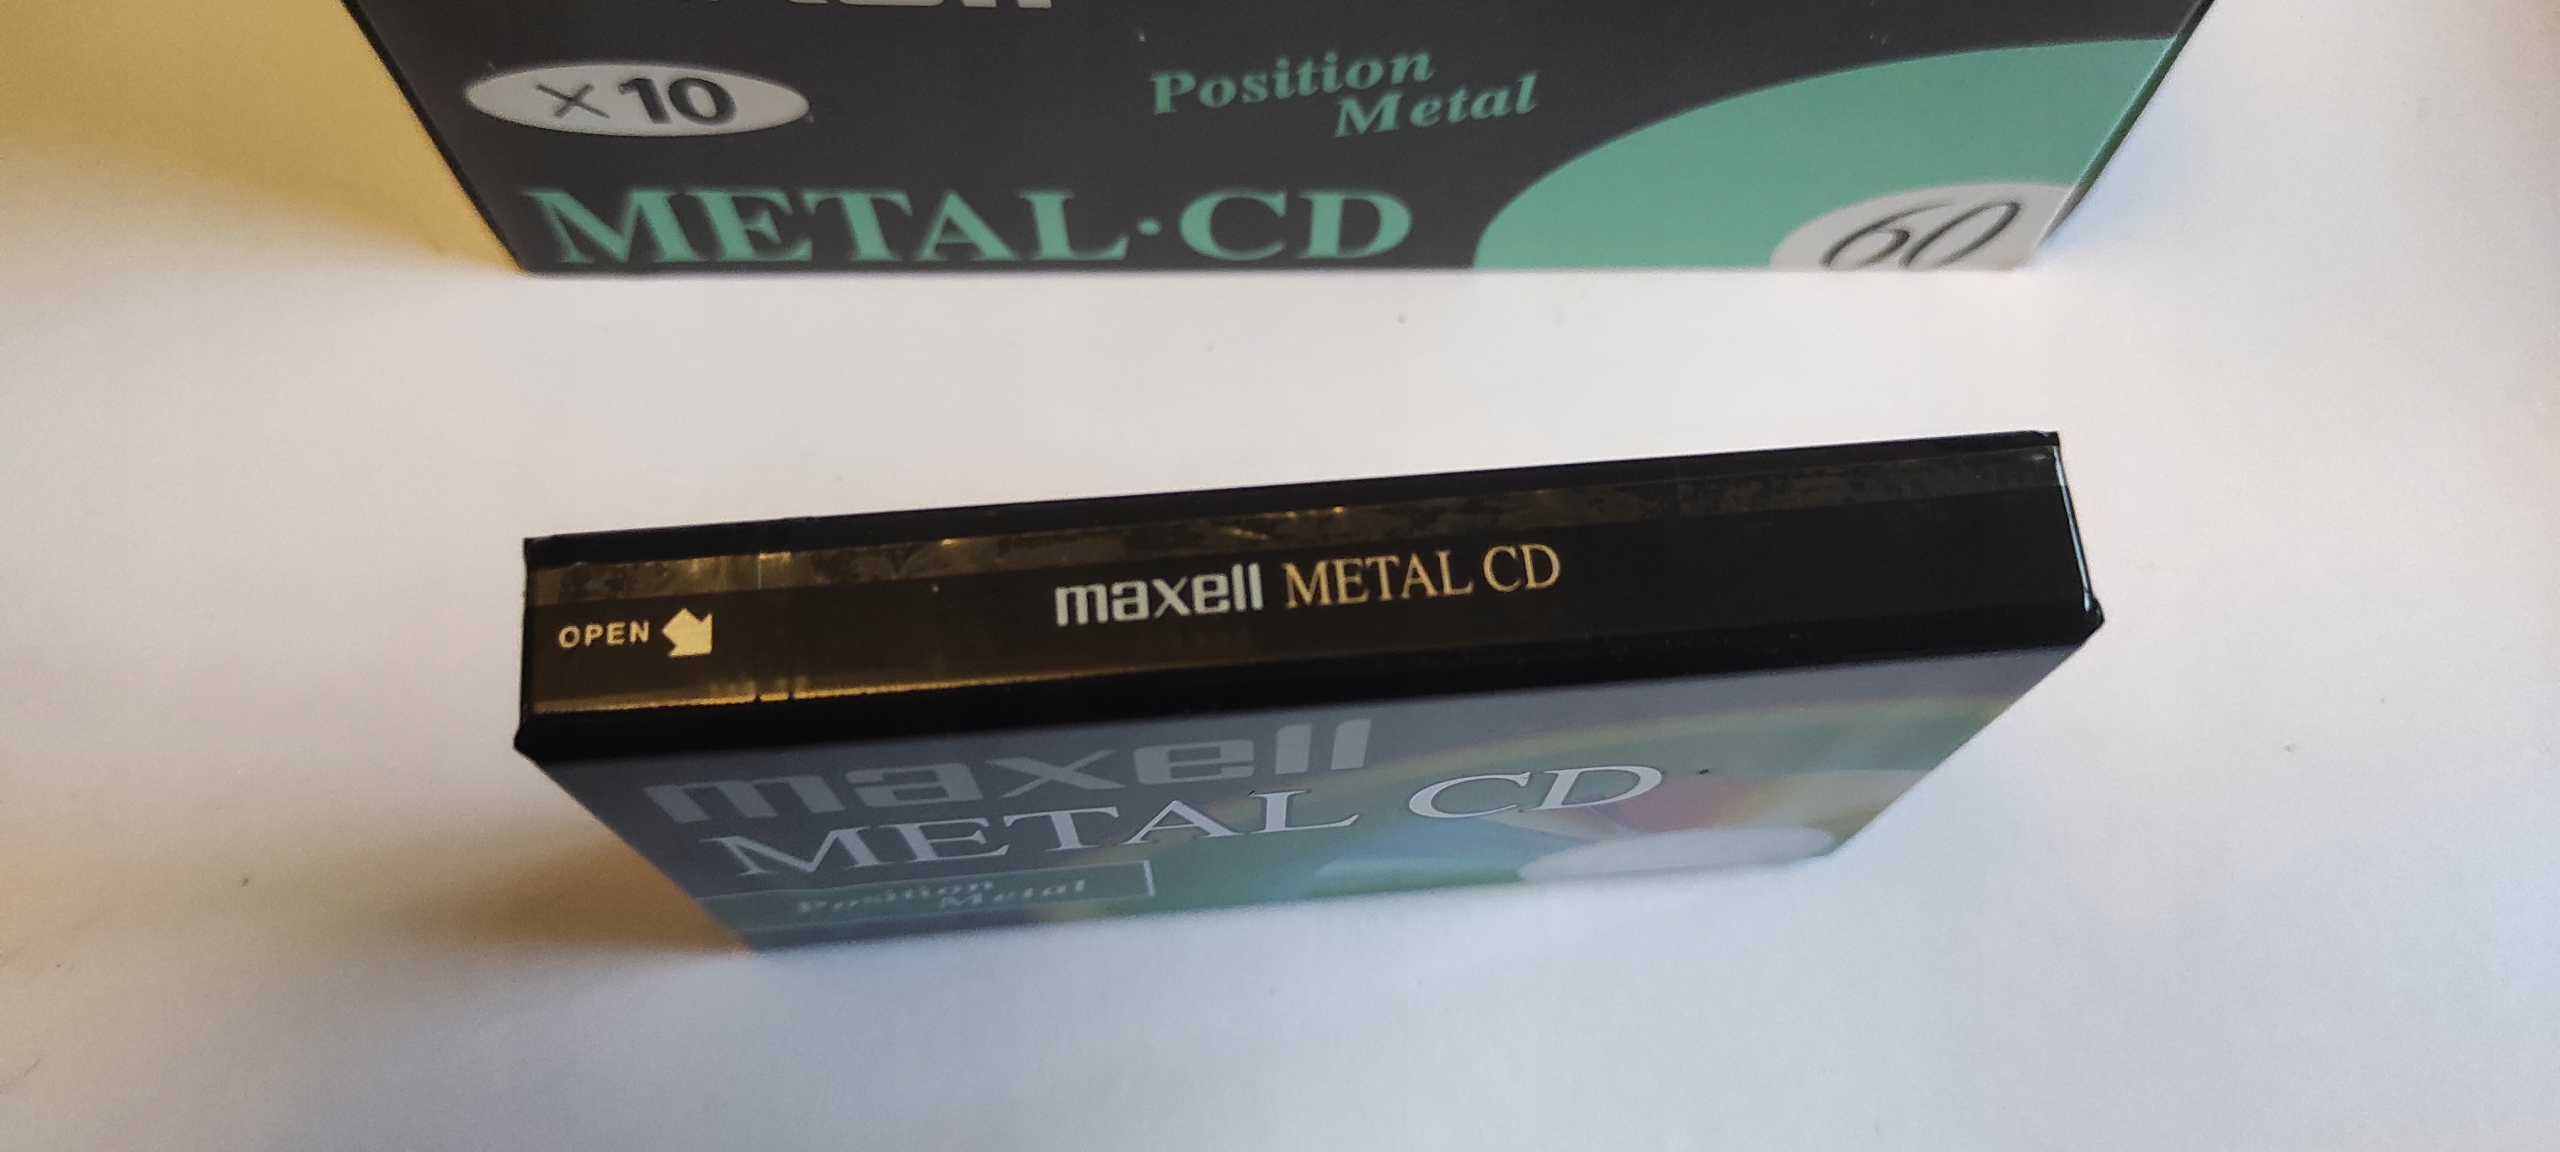 ×10
Position
Metal
METAL·CD
60
OPEN
maxell METAL CD
maxell
METAL CD
Position
Metal